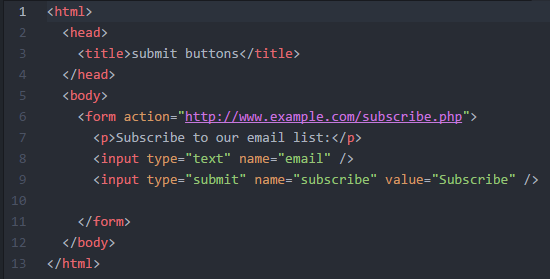 1 <html>
2 <head>
3 <title>submit buttons</title>
4 </head>
5 <body>
6 <form action="http://www.example.com/subscribe.php">
7 <p>Subscribe to our email list:</p>
8 <input type="text" name="email" />
9 <input type="submit" name="subscribe" value="Subscribe" />
10
11 </form>
12 </body>
13 </html>